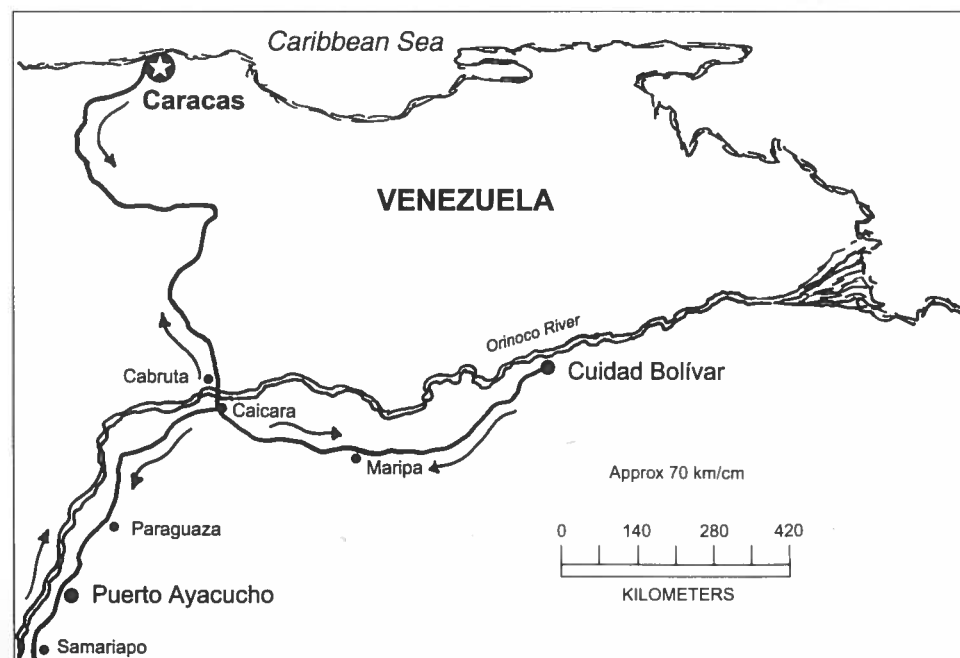 Caribbean Sea
Caracas
VENEZUELA
Orinoco River
Cabruta
Cuidad Bolívar
Caicara
Maripa
Approx 70 km/cm
Paraguaza
0 140 280 420
KILOMETERS
Puerto Ayacucho
Samariapo